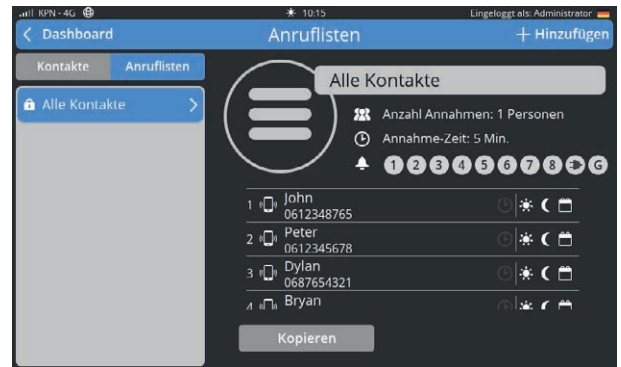 KPN - 4G 10:15 Eingeloggt als: Administrator
Dashboard Anruflisten + Hinzufügen
Kontakte Anruflisten
Alle Kontakte
Alle Kontakte
Anzahl Annahmen: 1 Personen
Annahme-Zeit: 5 Min.
1 2 3 4 5 6 7 8 G
1 John
0612348765
2 Peter
0612345678
3 Dylan
0687654321
4 Bryan
Kopieren